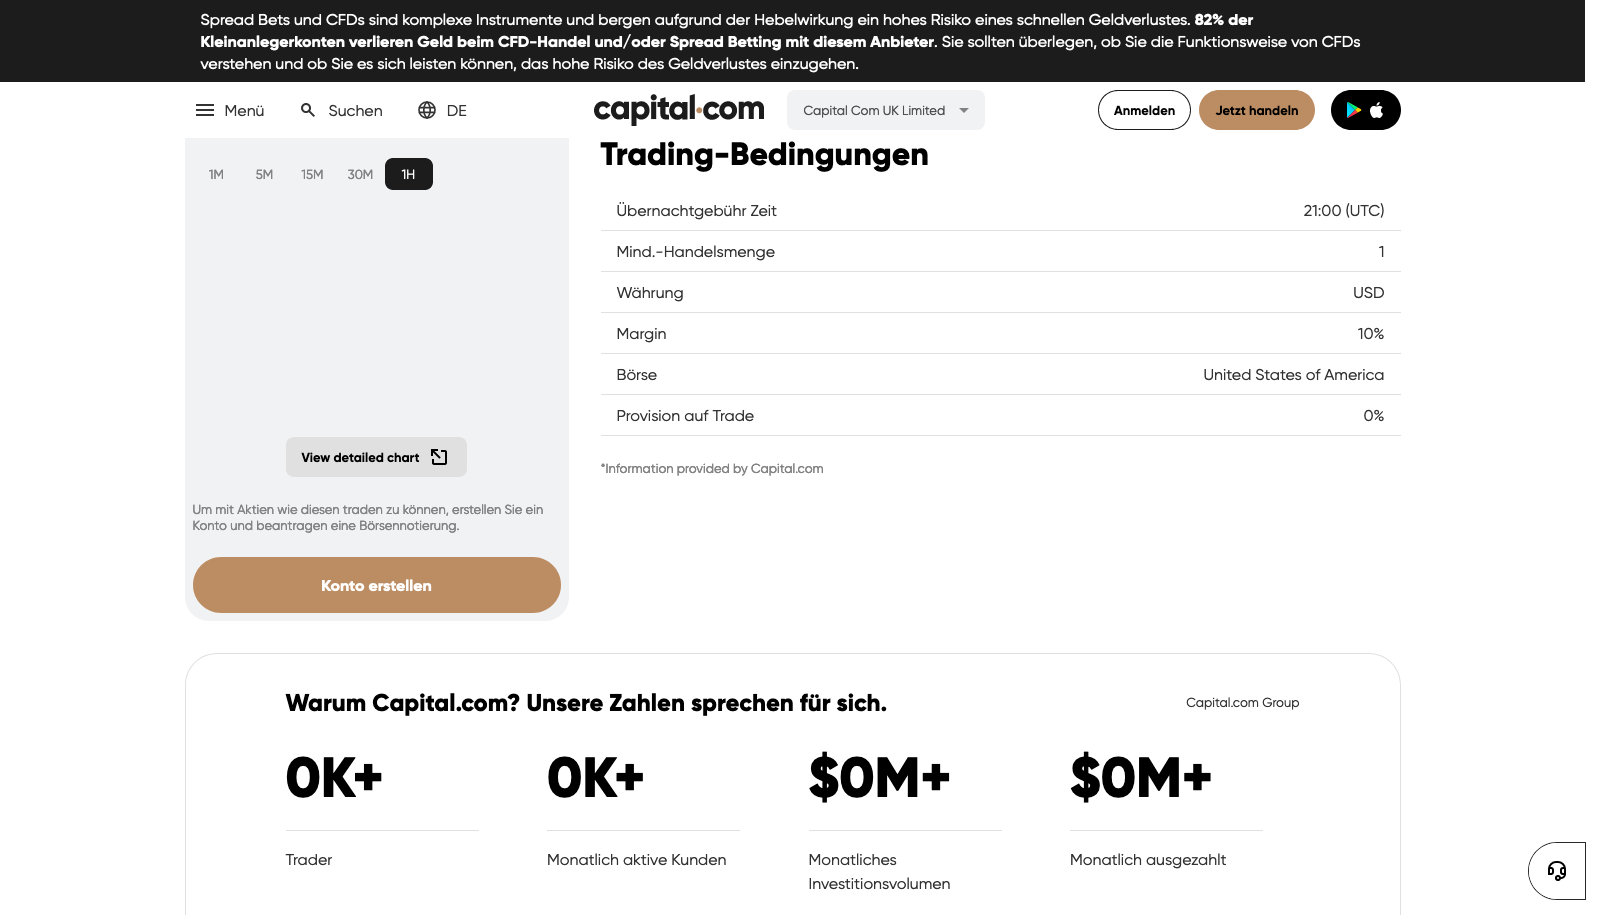 Spread Bets und CFDs sind komplexe Instrumente und bergen aufgrund der Hebelwirkung ein hohes Risiko eines schnellen Geldverlustes. 82% der
Kleinanlegerkonten verlieren Geld beim CFD-Handel und/oder Spread Betting mit diesem Anbieter. Sie sollten überlegen, ob Sie die Funktionsweise von CFDs
verstehen und ob Sie es sich leisten können, das hohe Risiko des Geldverlustes einzugehen.
Menü Suchen DE capital.com Capital Com UK Limited Anmelden Jetzt handeln
1M 5M 15M 30M 1H
View detailed chart
Um mit Aktien wie diesen traden zu können, erstellen Sie ein
Konto und beantragen eine Börsennotierung.
Konto erstellen
Trading-Bedingungen
Übernachtgebühr Zeit 21:00 (UTC)
Mind.-Handelsmenge 1
Währung USD
Margin 10%
Börse United States of America
Provision auf Trade 0%
*Information provided by Capital.com
Warum Capital.com? Unsere Zahlen sprechen für sich. Capital.com Group
0K+ 0K+ $0M+ $0M+
Trader Monatlich aktive Kunden Monatliches Monatlich ausgezahlt
Investitionsvolumen